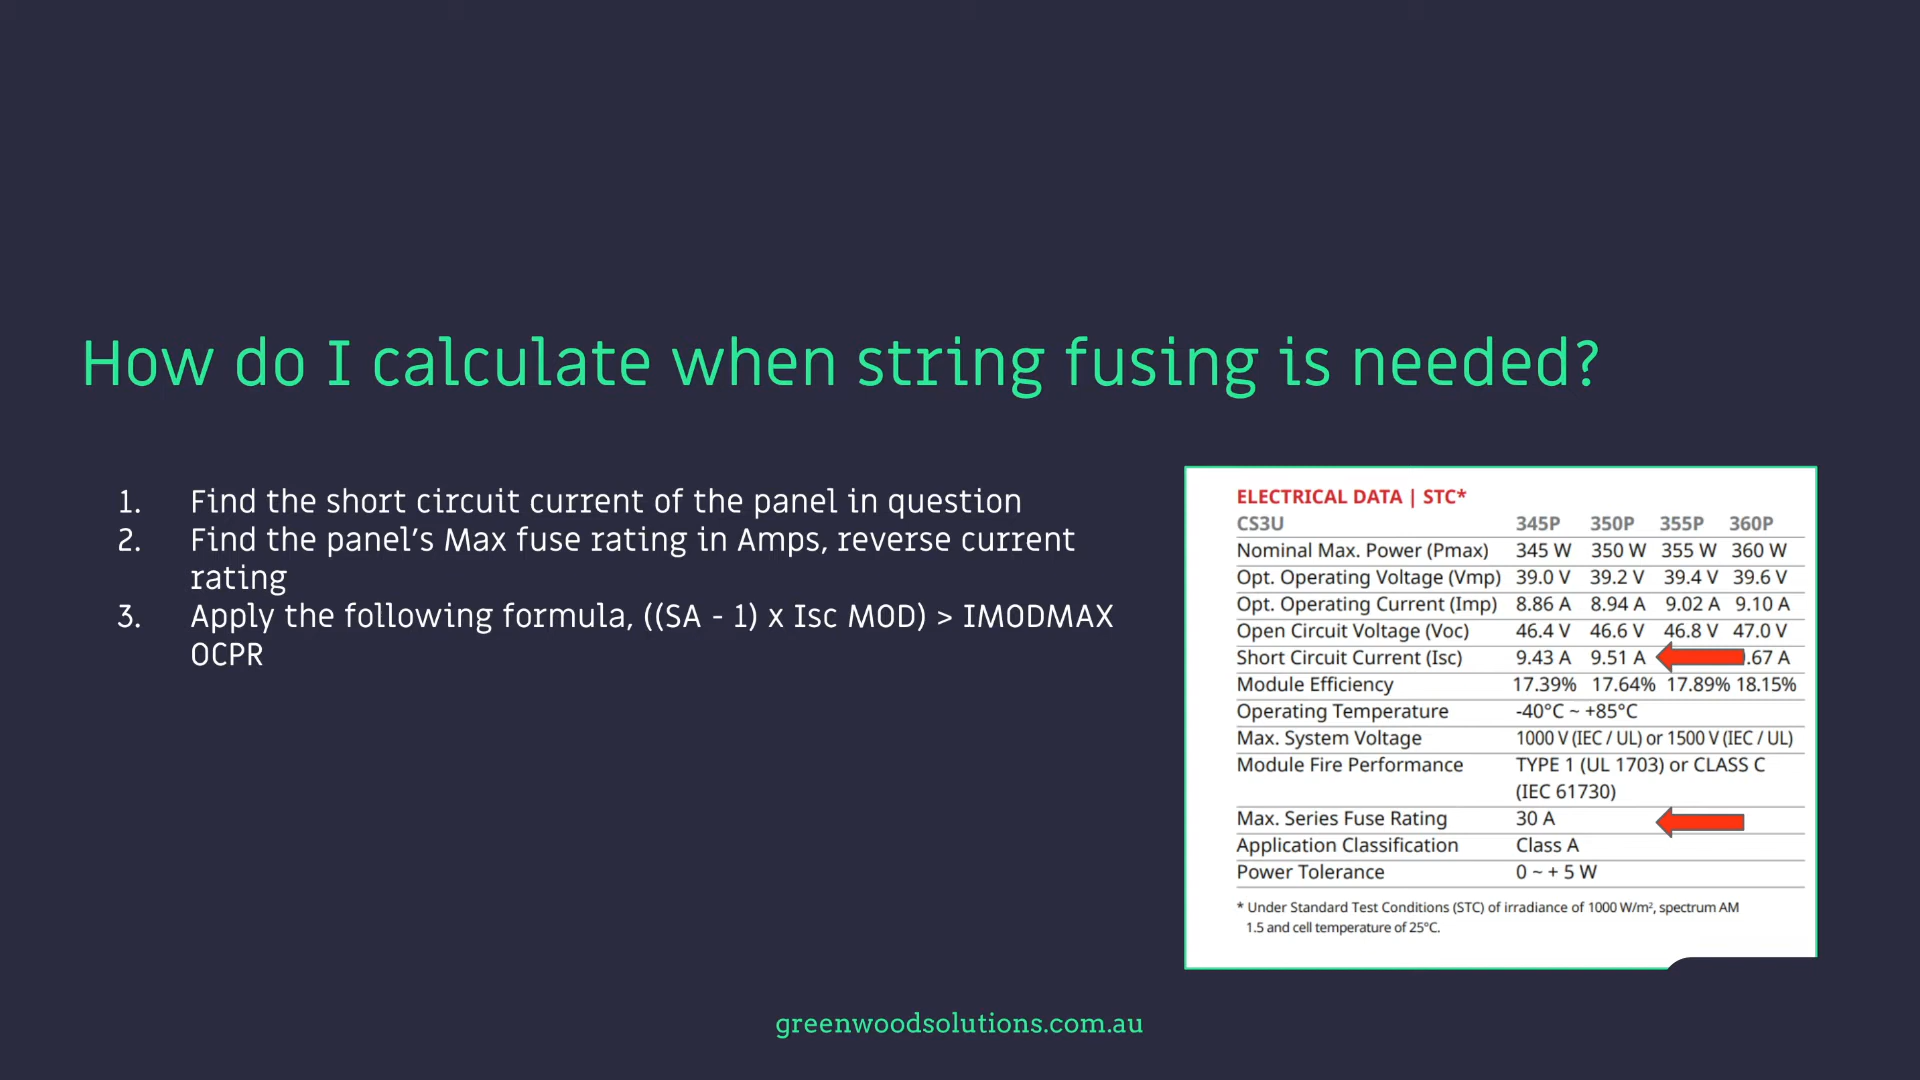 How do I calculate when string fusing is needed?
1. Find the short circuit current of the panel in question
2. Find the panel's Max fuse rating in Amps, reverse current
rating
3. Apply the following formula, ((SA - 1) x Isc MOD) > IMODMAX
OCPR
ELECTRICAL DATA | STC*
CS3U 345P 350P 355P 360P
Nominal Max. Power (Pmax) 345 W 350 W 355 W 360 W
Opt. Operating Voltage (Vmp) 39.0 V 39.2 V 39.4 V 39.6 V
Opt. Operating Current (Imp) 8.86 A 8.94 A 9.02 A 9.10 A
Open Circuit Voltage (Voc) 46.4 V 46.6 V 46.8 V 47.0 V
Short Circuit Current (Isc) 9.43 A 9.51 A .67 A
Module Efficiency 17.39% 17.64% 17.89% 18.15%
Operating Temperature -40°C ~ +85°C
Max. System Voltage 1000 V (IEC / UL) or 1500 V (IEC / UL)
Module Fire Performance TYPE 1 (UL 1703) or CLASS C
(IEC 61730)
Max. Series Fuse Rating 30 A
Application Classification Class A
Power Tolerance 0 ~ + 5 W
* Under Standard Test Conditions (STC) of irradiance of 1000 W/m², spectrum AM
1.5 and cell temperature of 25°C.
greenwoodsolutions.com.au